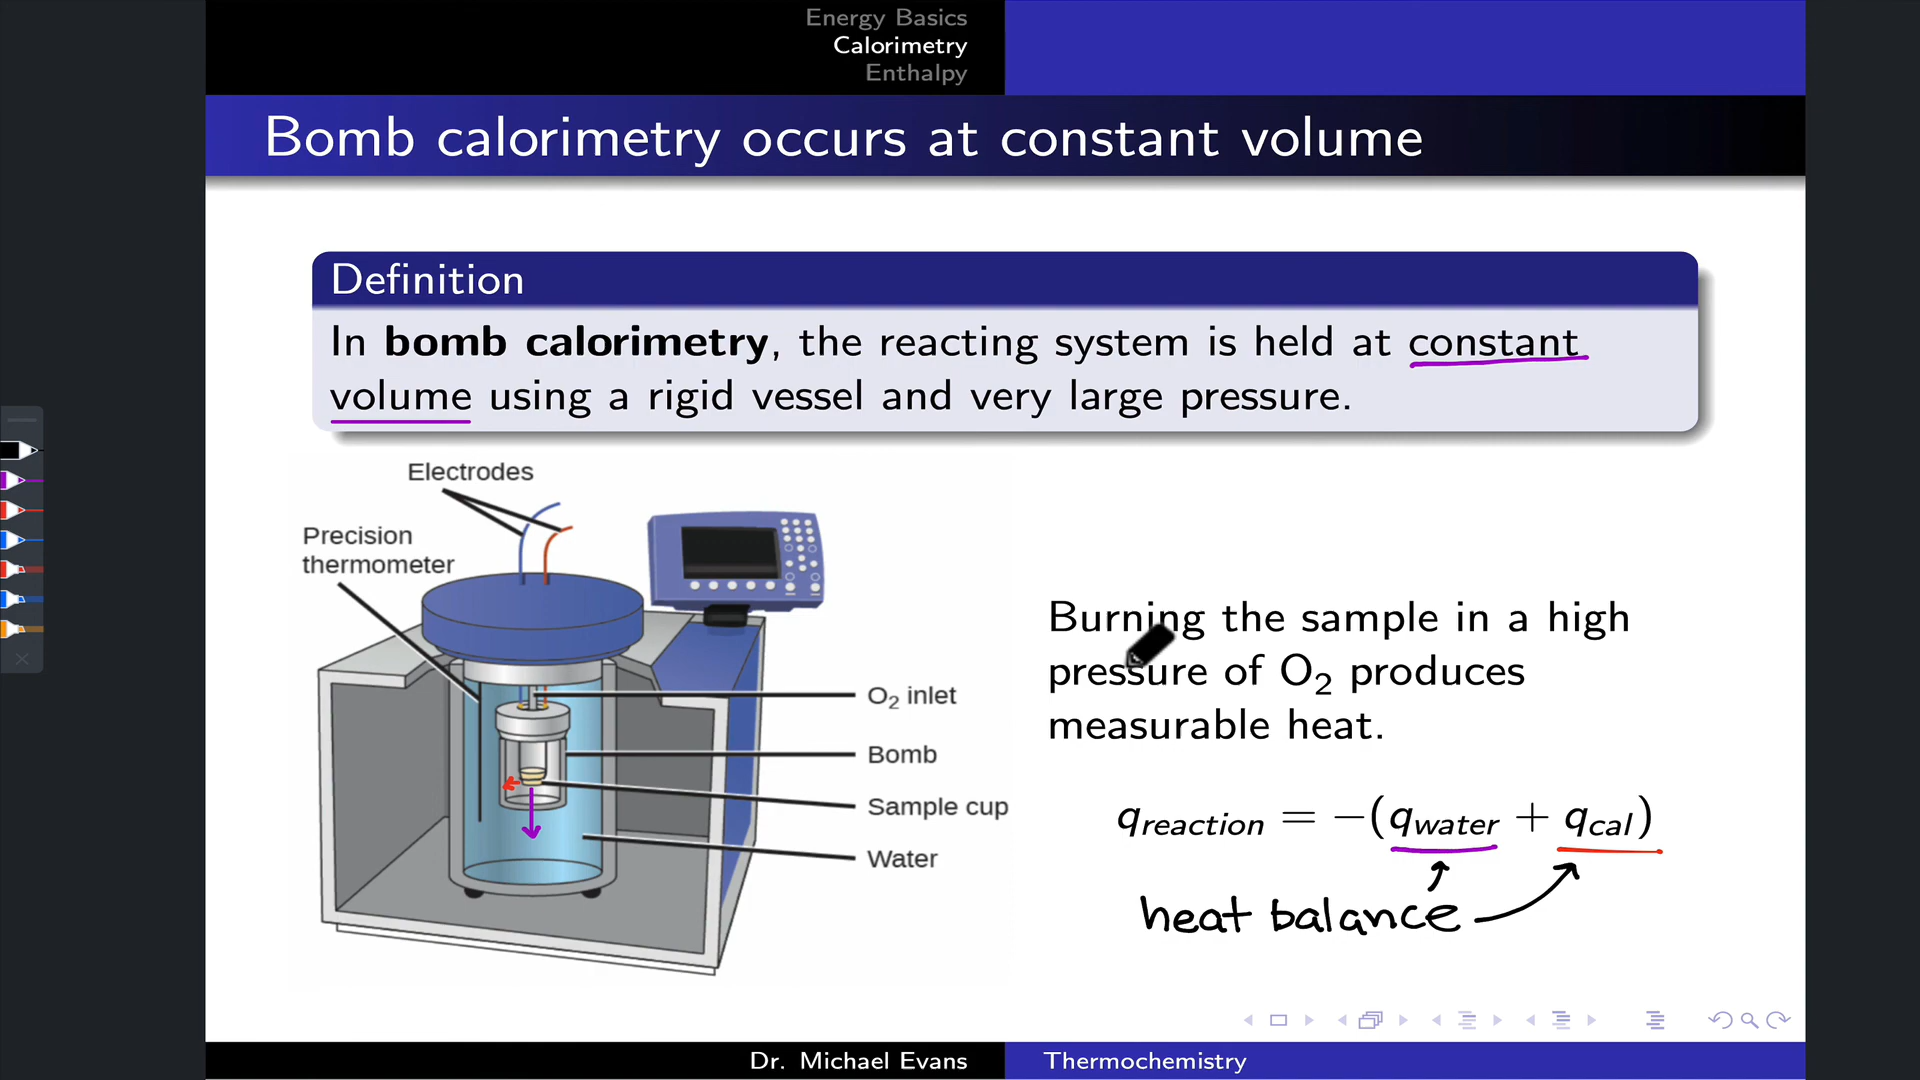 Energy Basics
Calorimetry
Enthalpy
Bomb calorimetry occurs at constant volume
Definition
In bomb calorimetry, the reacting system is held at constant
volume using a rigid vessel and very large pressure.
Electrodes
Precision
thermometer
O₂ inlet
Bomb
Sample cup
Water
Burning the sample in a high
pressure of O₂ produces
measurable heat.
q_reaction = −(q_water + q_cal)
heat balance
Dr. Michael Evans
Thermochemistry